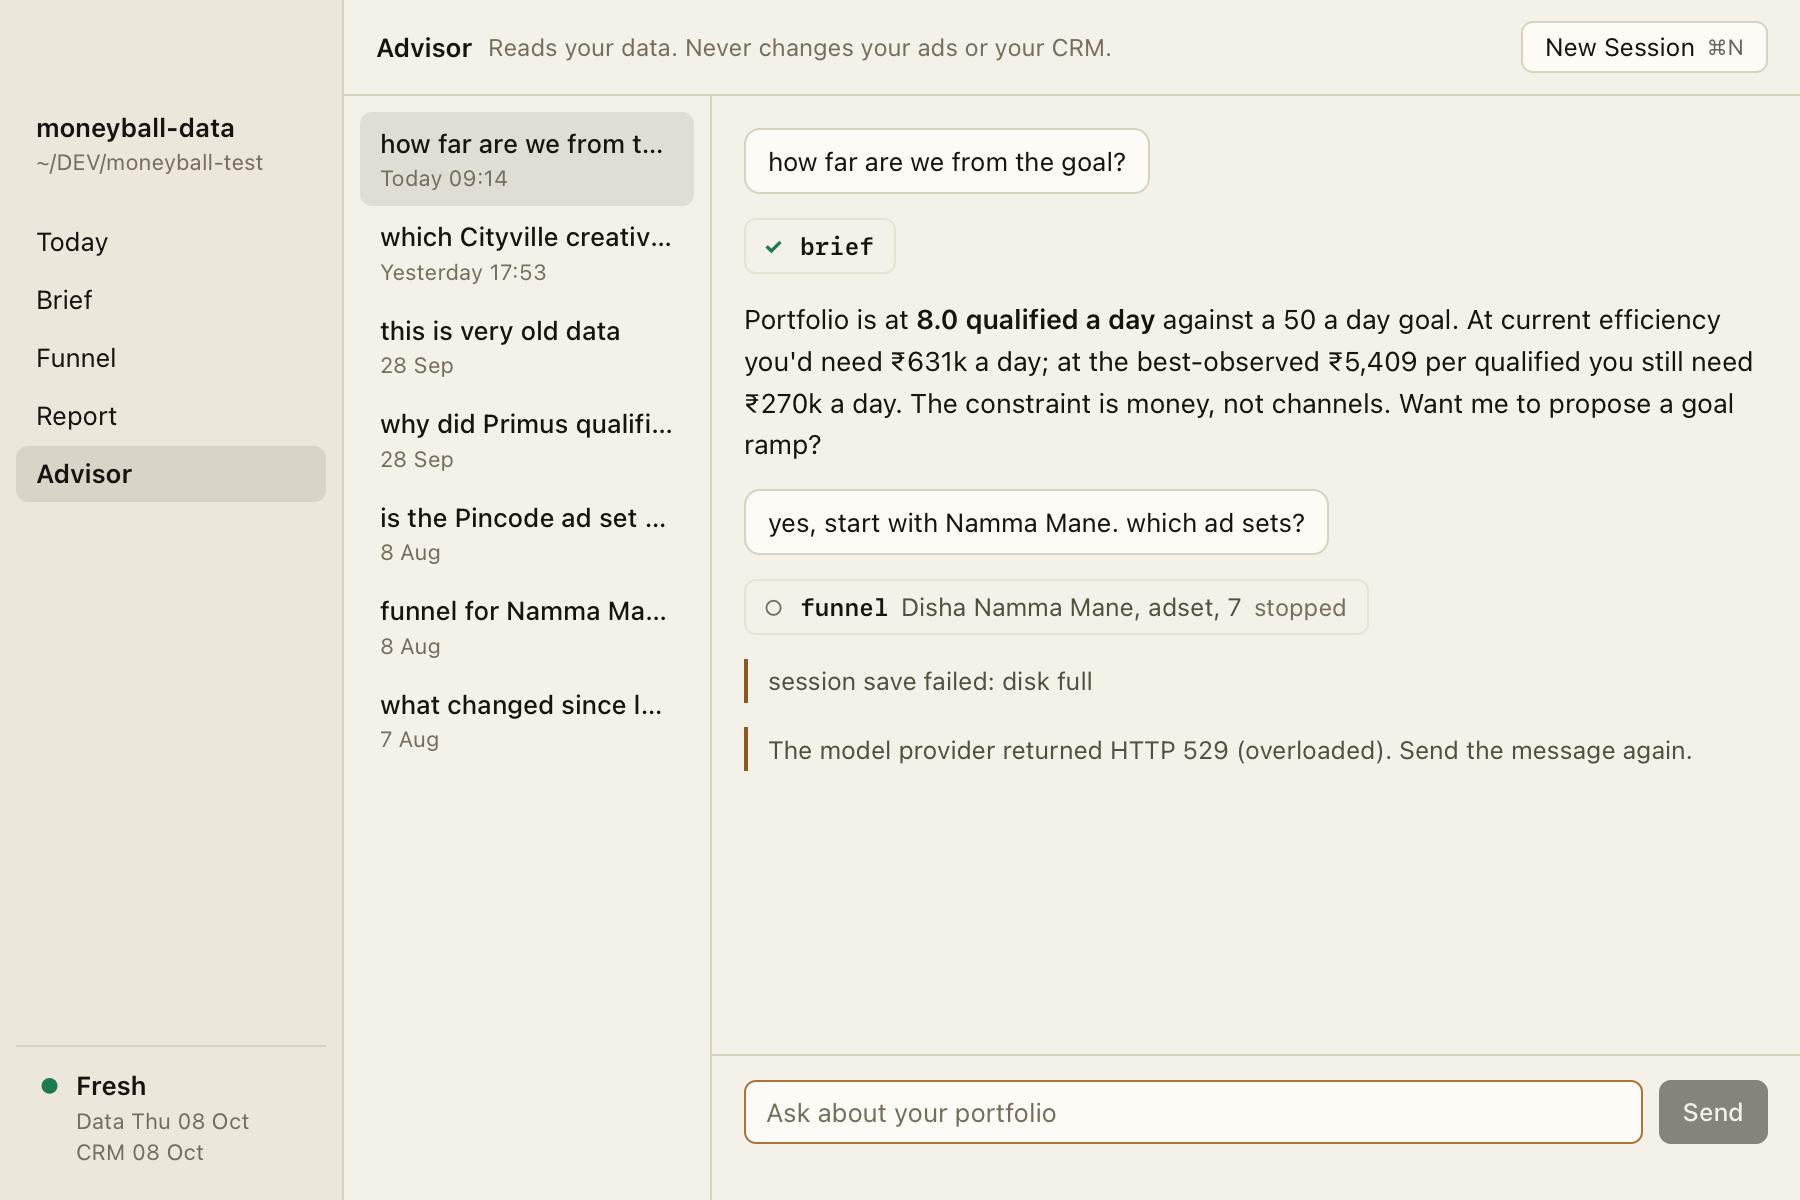 Advisor Reads your data. Never changes your ads or your CRM.
New Session ⌘N
moneyball-data
~/DEV/moneyball-test
Today
Brief
Funnel
Report
Advisor
Fresh
Data Thu 08 Oct
CRM 08 Oct
how far are we from t...
Today 09:14
which Cityville creativ...
Yesterday 17:53
this is very old data
28 Sep
why did Primus qualifi...
28 Sep
is the Pincode ad set ...
8 Aug
funnel for Namma Ma...
8 Aug
what changed since l...
7 Aug
how far are we from the goal?
brief
Portfolio is at 8.0 qualified a day against a 50 a day goal. At current efficiency
you'd need ₹631k a day; at the best-observed ₹5,409 per qualified you still need
₹270k a day. The constraint is money, not channels. Want me to propose a goal
ramp?
yes, start with Namma Mane. which ad sets?
funnel Disha Namma Mane, adset, 7 stopped
session save failed: disk full
The model provider returned HTTP 529 (overloaded). Send the message again.
Ask about your portfolio
Send